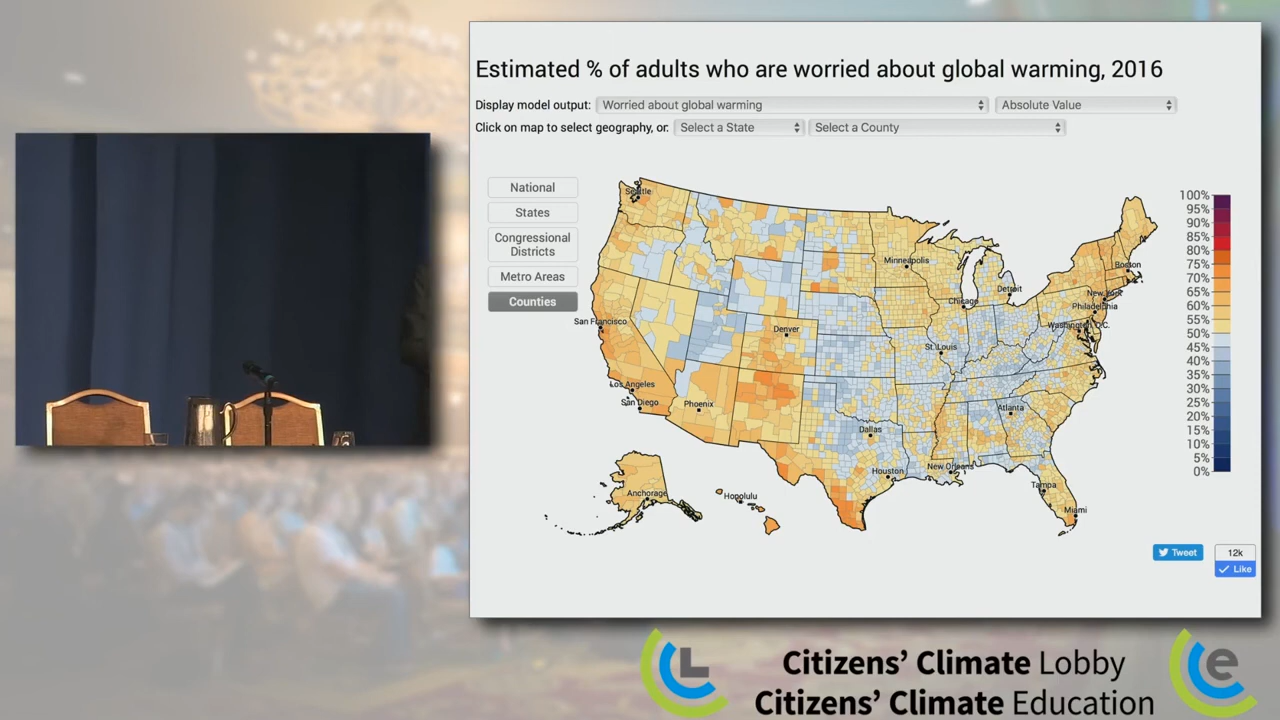 Estimated % of adults who are worried about global warming, 2016
Display model output: Worried about global warming Absolute Value
Click on map to select geography, or: Select a State Select a County
National
States
Congressional
Districts
Metro Areas
Counties
Seattle
Minneapolis
Boston
Detroit
New York
Chicago
Philadelphia
San Francisco
Denver
Washington, D.C.
St. Louis
Los Angeles
San Diego
Phoenix
Atlanta
Dallas
Houston
New Orleans
Tampa
Anchorage
Honolulu
Miami
100%
95%
90%
85%
80%
75%
70%
65%
60%
55%
50%
45%
40%
35%
30%
25%
20%
15%
10%
5%
0%
Tweet
12k
Like
L
Citizens’ Climate Lobby
Citizens’ Climate Education
e